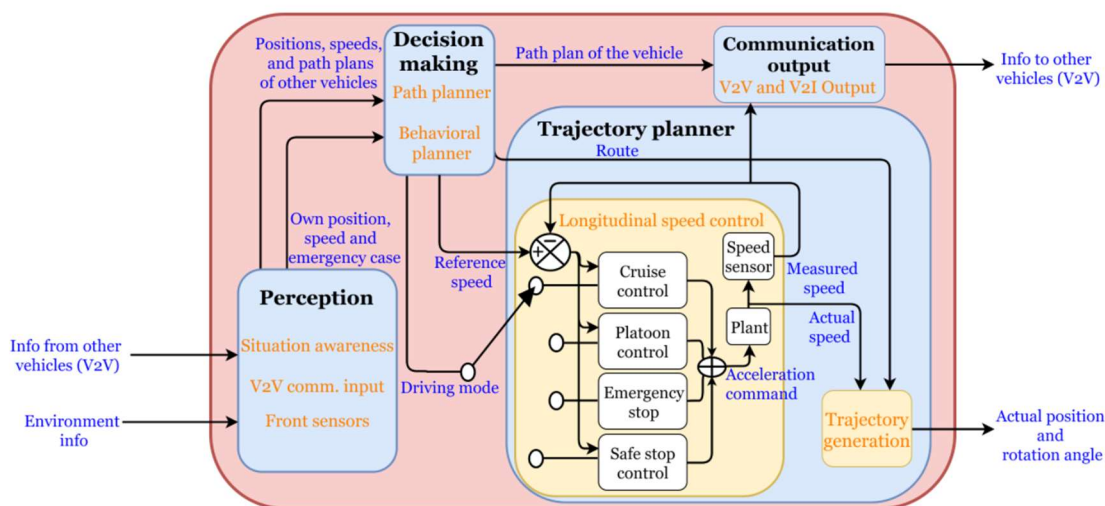 Positions, speeds,
and path plans
of other vehicles
Decision
making
Path planner
Behavioral
planner
Path plan of the vehicle
Communication
output
V2V and V2I Output
Info to other
vehicles (V2V)
Trajectory planner
Route
Own position,
speed and
emergency case
Reference
speed
Longitudinal speed control
+
−
Cruise
control
Platoon
control
Emergency
stop
Safe stop
control
Speed
sensor
Plant
Measured
speed
Actual
speed
Acceleration
command
Driving mode
Perception
Situation awareness
V2V comm. input
Front sensors
Info from other
vehicles (V2V)
Environment
info
Trajectory
generation
Actual position
and
rotation angle